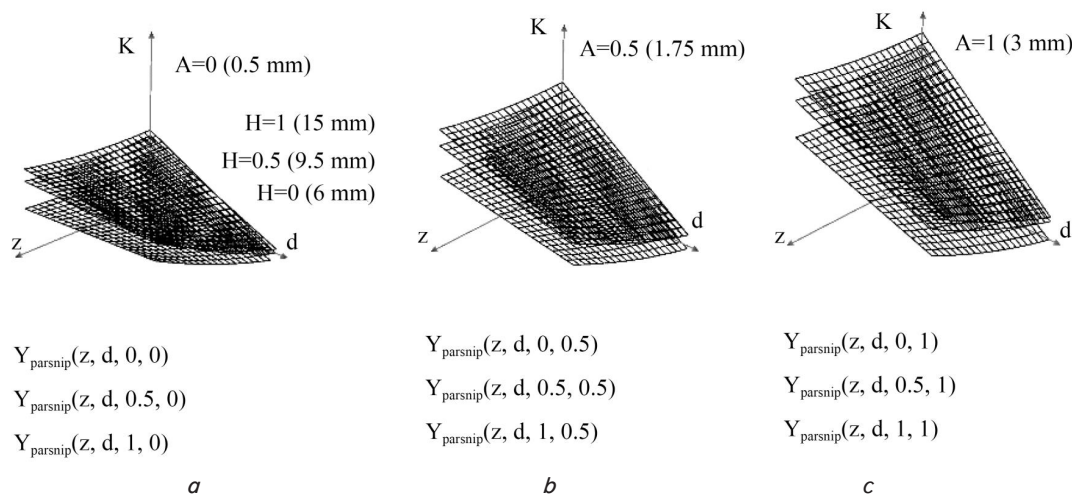 K
A=0 (0.5 mm)
H=1 (15 mm)
H=0.5 (9.5 mm)
H=0 (6 mm)
z
d
Y_parsnip(z, d, 0, 0)
Y_parsnip(z, d, 0.5, 0)
Y_parsnip(z, d, 1, 0)
a
K
A=0.5 (1.75 mm)
z
d
Y_parsnip(z, d, 0, 0.5)
Y_parsnip(z, d, 0.5, 0.5)
Y_parsnip(z, d, 1, 0.5)
b
K
A=1 (3 mm)
z
d
Y_parsnip(z, d, 0, 1)
Y_parsnip(z, d, 0.5, 1)
Y_parsnip(z, d, 1, 1)
c